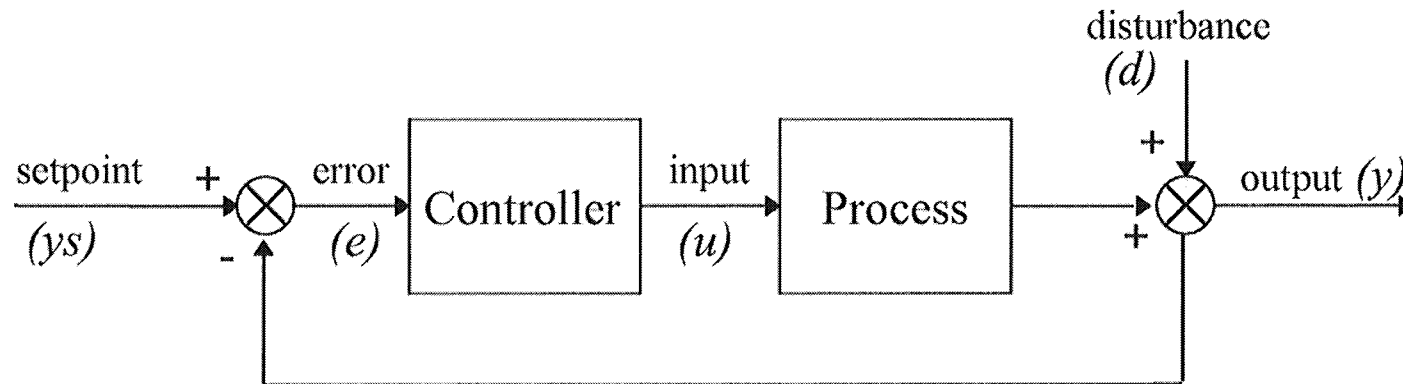 disturbance
(d)
+
setpoint
+
error
Controller
input
Process
output (y)
(ys)
-
(e)
(u)
+